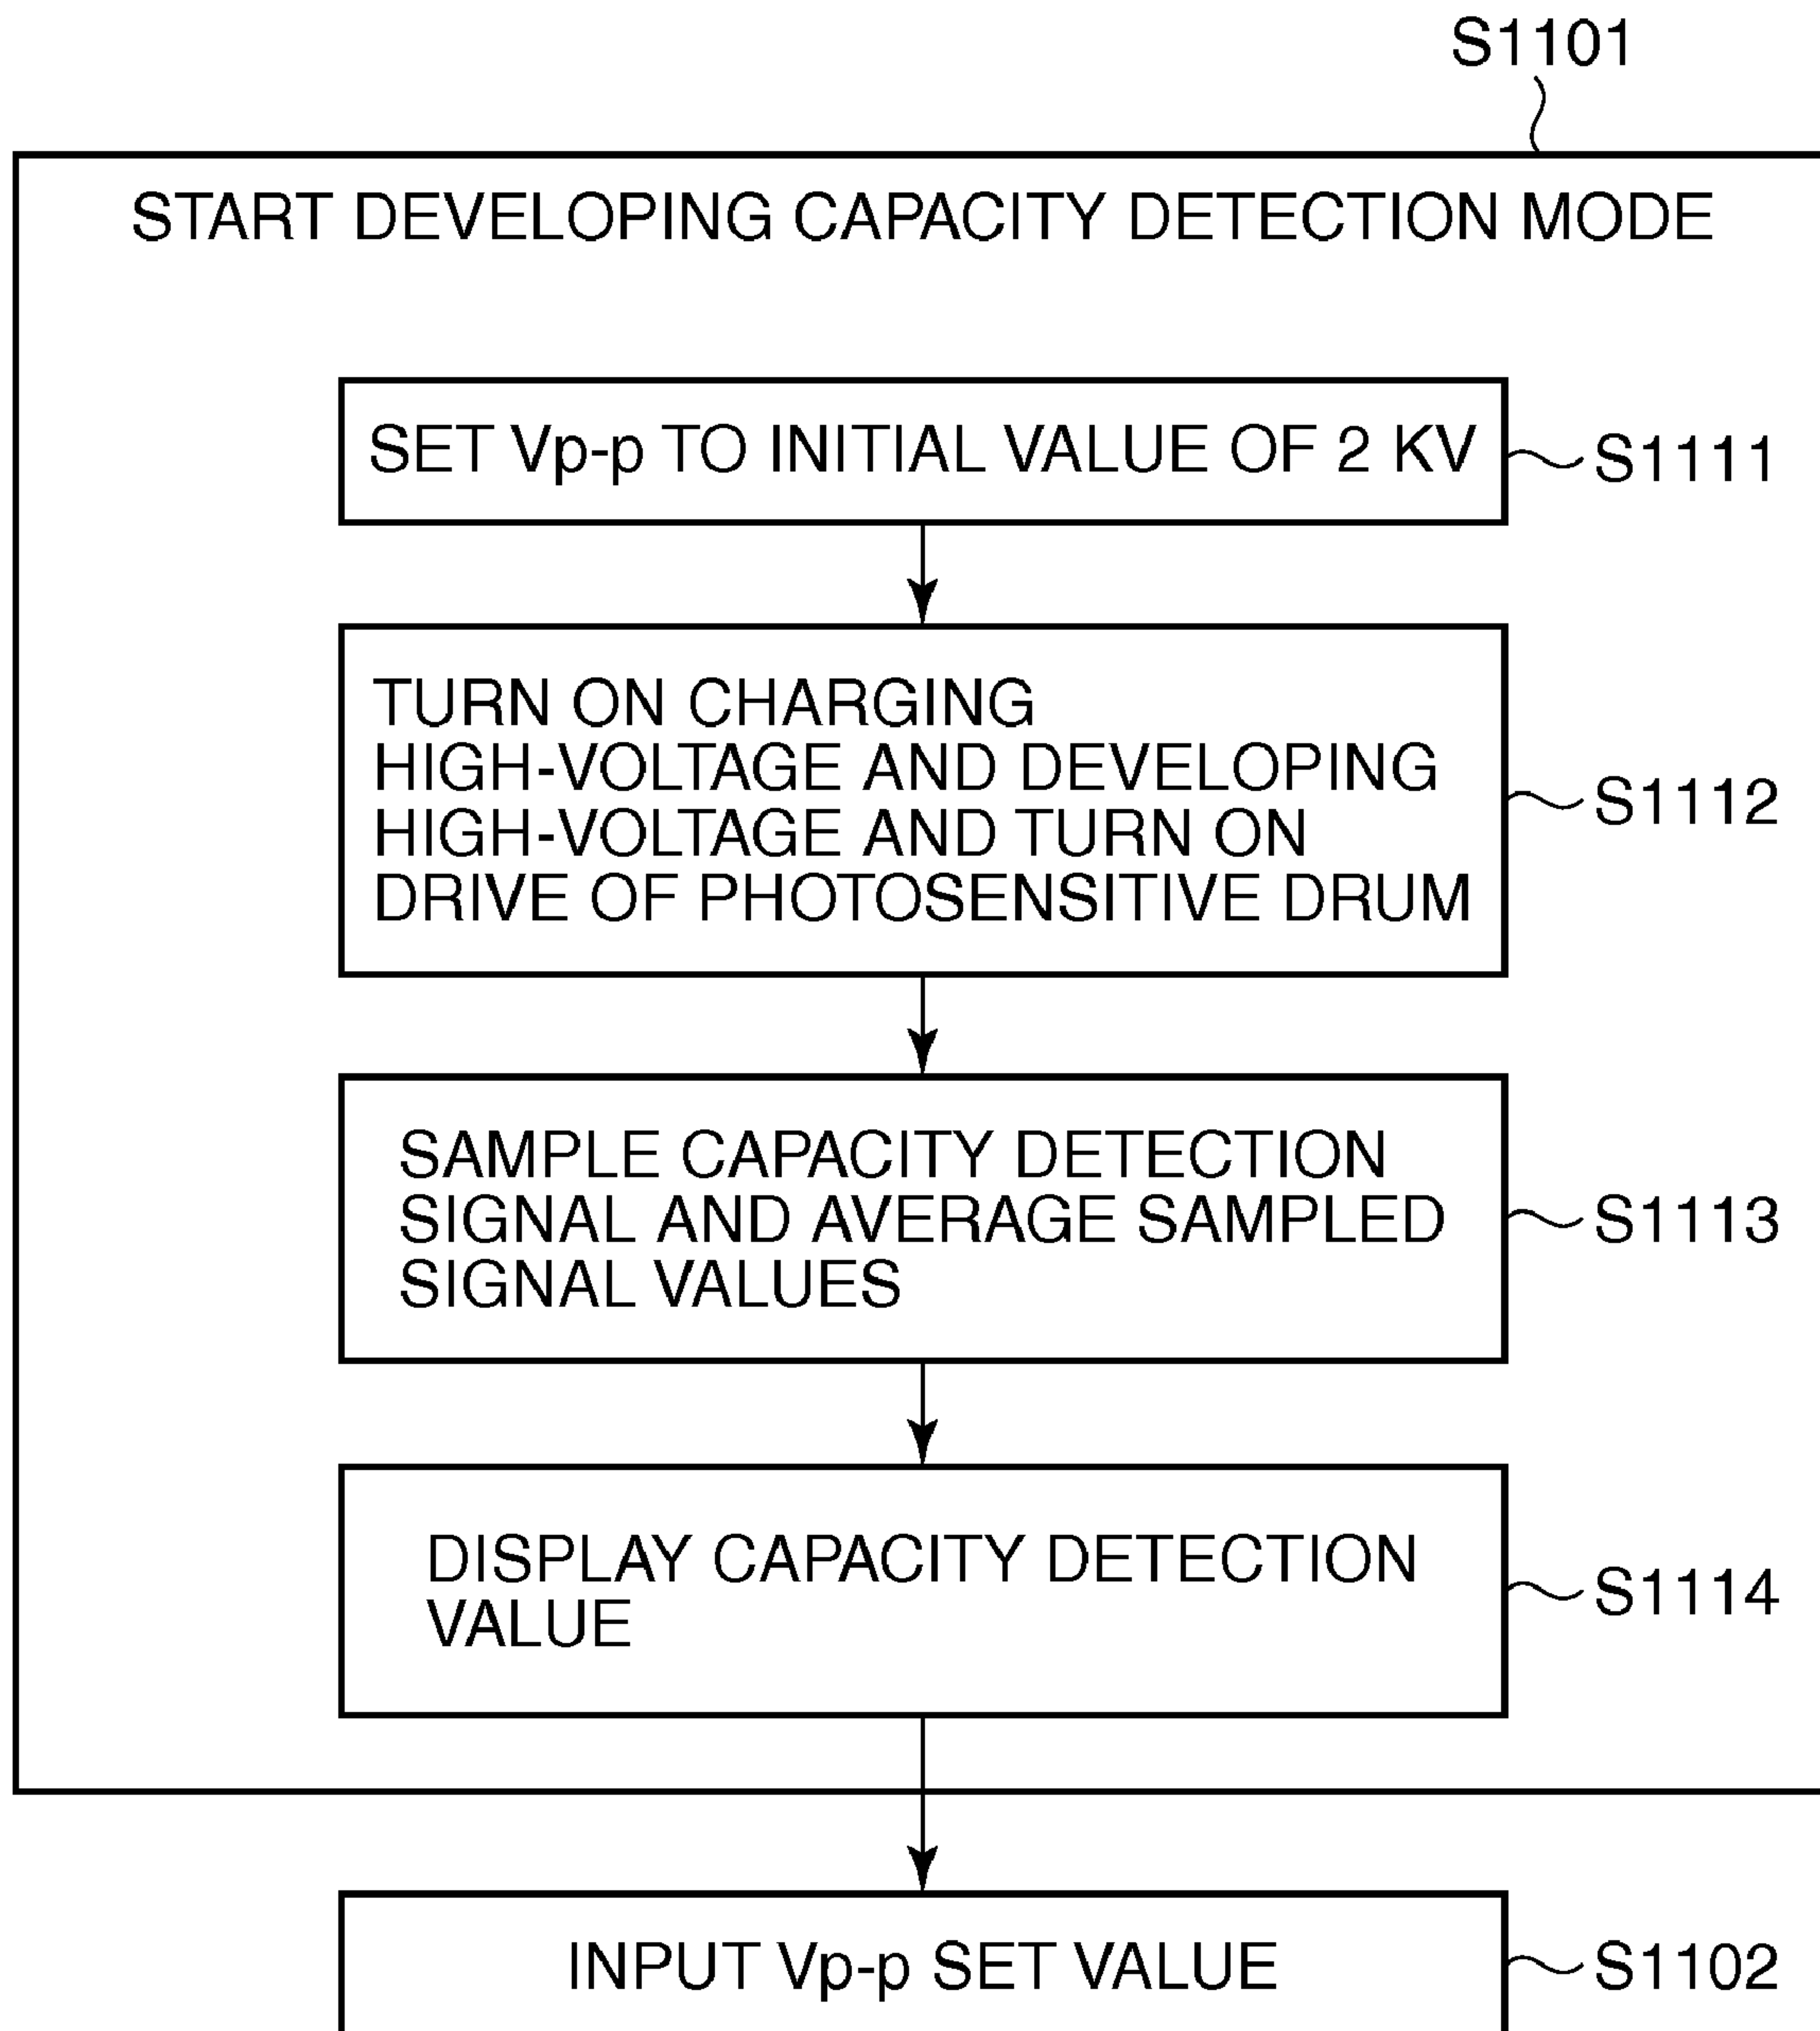 S1101
START DEVELOPING CAPACITY DETECTION MODE
SET Vp-p TO INITIAL VALUE OF 2 KV
S1111
TURN ON CHARGING
HIGH-VOLTAGE AND DEVELOPING
HIGH-VOLTAGE AND TURN ON
DRIVE OF PHOTOSENSITIVE DRUM
S1112
SAMPLE CAPACITY DETECTION
SIGNAL AND AVERAGE SAMPLED
SIGNAL VALUES
S1113
DISPLAY CAPACITY DETECTION
VALUE
S1114
INPUT Vp-p SET VALUE
S1102